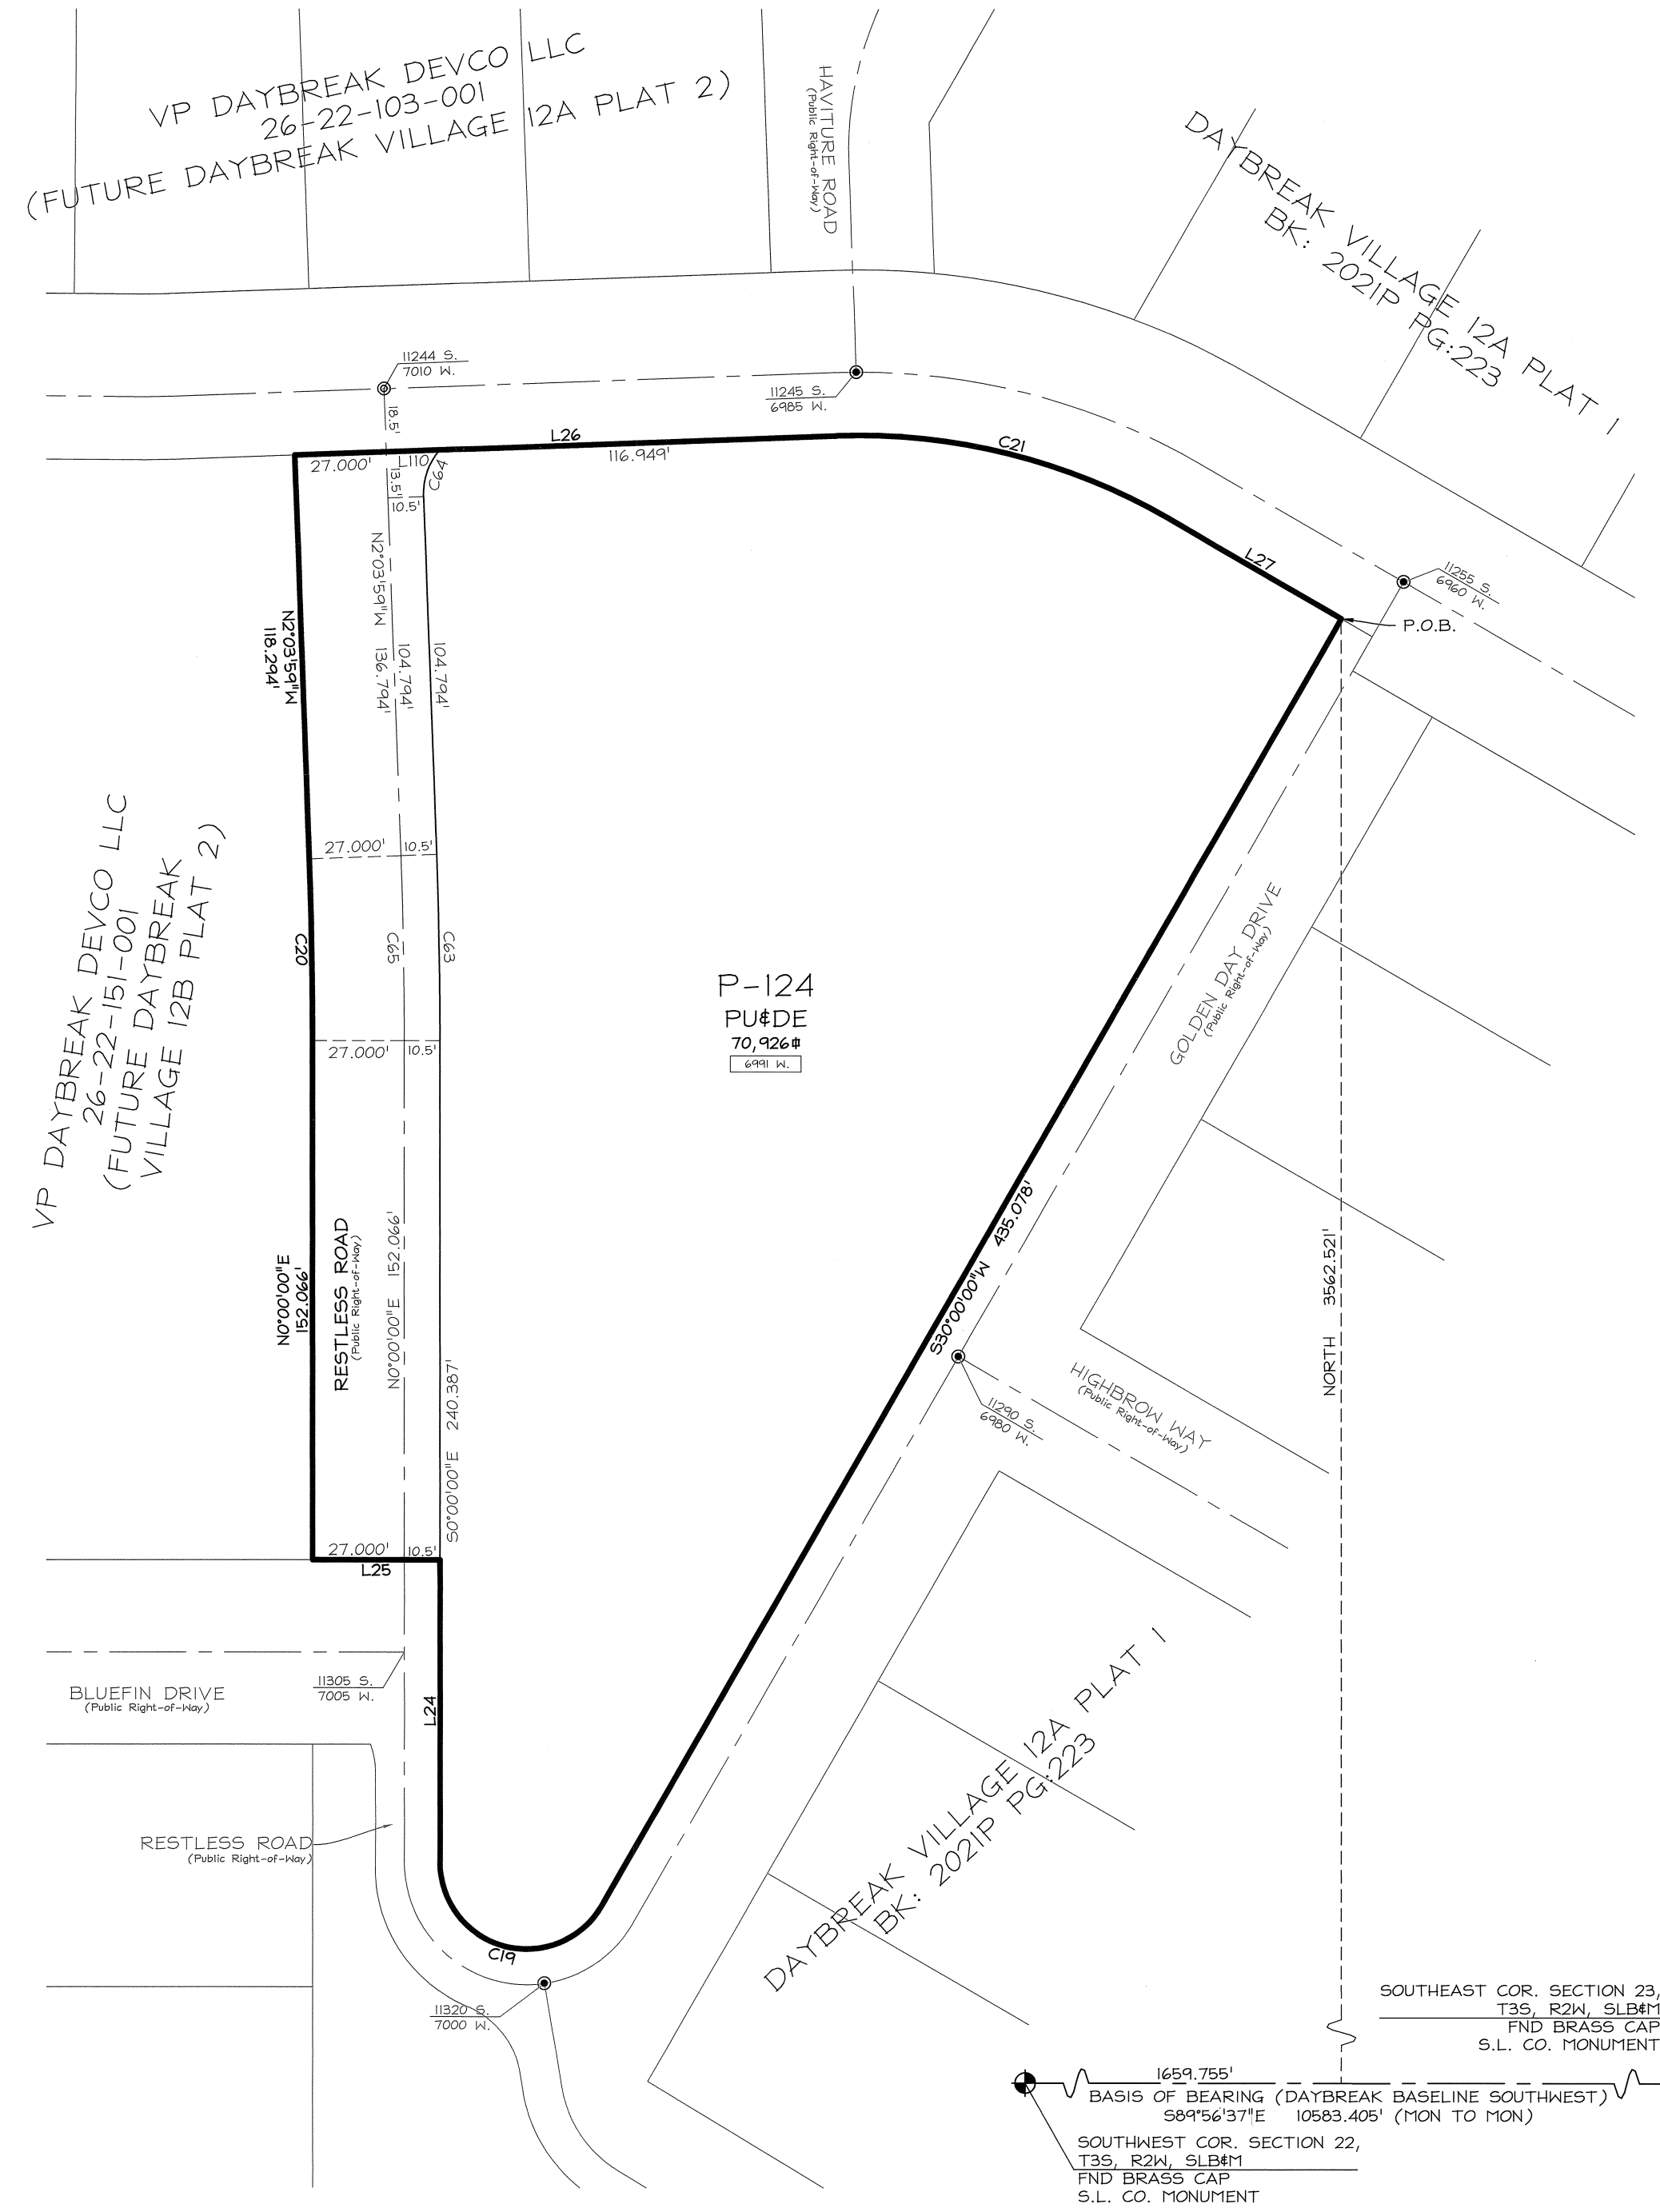 VP DAYBREAK DEVCO LLC
26-22-103-001
(FUTURE DAYBREAK VILLAGE 12A PLAT 2)
HAVITURE ROAD
(Public Right-of-Way)
DAYBREAK VILLAGE 12A PLAT 1
BK: 2021P PG:223
11244 S.
7010 W.
11245 S.
6985 W.
18.5'
L26
116.949'
C21
27.000'
L110
C64
13.5'
10.5'
L27
11255 S.
6960 W.
P.O.B.
N2°03'59"W
118.294'
N2°03'59"W 136.794'
104.794'
104.794'
27.000'
10.5'
VP DAYBREAK DEVCO LLC
26-22-151-001
(FUTURE DAYBREAK
VILLAGE 12B PLAT 2)
C20
C65
C63
P-124
PU&DE
70,926⏍
6991 W.
27.000'
10.5'
GOLDEN DAY DRIVE
(Public Right-of-Way)
N0°00'00"E
152.066'
RESTLESS ROAD
(Public Right-of-Way)
N0°00'00"E 152.066'
S0°00'00"E 240.387'
S30°00'00"W 435.078'
NORTH 3562.521'
HIGHBROW WAY
(Public Right-of-Way)
11290 S.
6980 W.
27.000'
10.5'
L25
BLUEFIN DRIVE
(Public Right-of-Way)
11305 S.
7005 W.
L24
RESTLESS ROAD
(Public Right-of-Way)
C19
11320 S.
7000 W.
DAYBREAK VILLAGE 12A PLAT 1
BK: 2021P PG:223
SOUTHEAST COR. SECTION 23,
T3S, R2W, SLB&M
FND BRASS CAP
S.L. CO. MONUMENT
1659.755'
BASIS OF BEARING (DAYBREAK BASELINE SOUTHWEST)
S89°56'37"E 10583.405' (MON TO MON)
SOUTHWEST COR. SECTION 22,
T3S, R2W, SLB&M
FND BRASS CAP
S.L. CO. MONUMENT